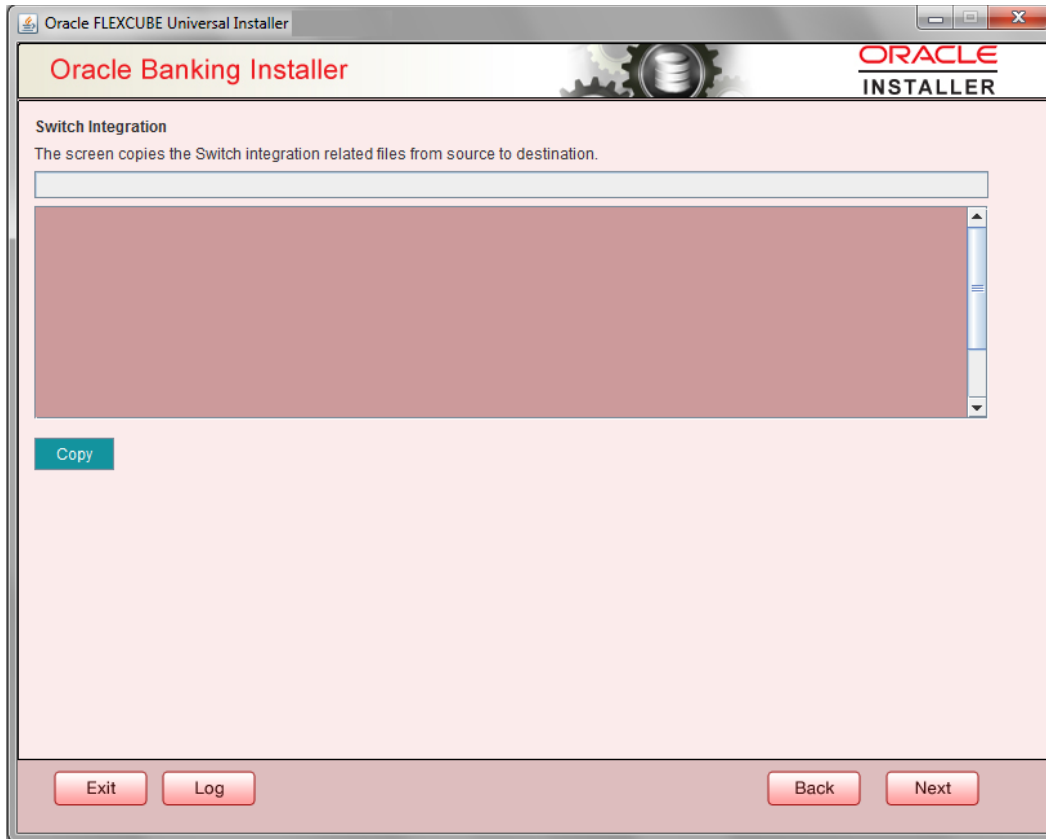 Oracle FLEXCUBE Universal Installer
Oracle Banking Installer
ORACLE
INSTALLER
Switch Integration
The screen copies the Switch integration related files from source to destination.
Copy
Exit
Log
Back
Next